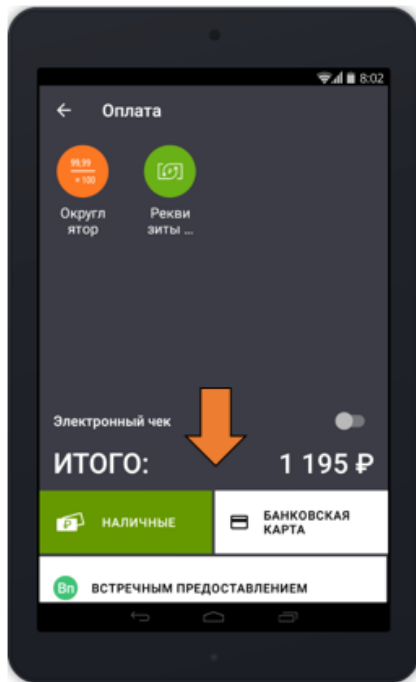 8:02
Оплата
99,99
= 100
Округл
ятор
Рекви
зиты ...
Электронный чек
ИТОГО: 1 195 ₽
НАЛИЧНЫЕ
БАНКОВСКАЯ
КАРТА
Вп ВСТРЕЧНЫМ ПРЕДОСТАВЛЕНИЕМ